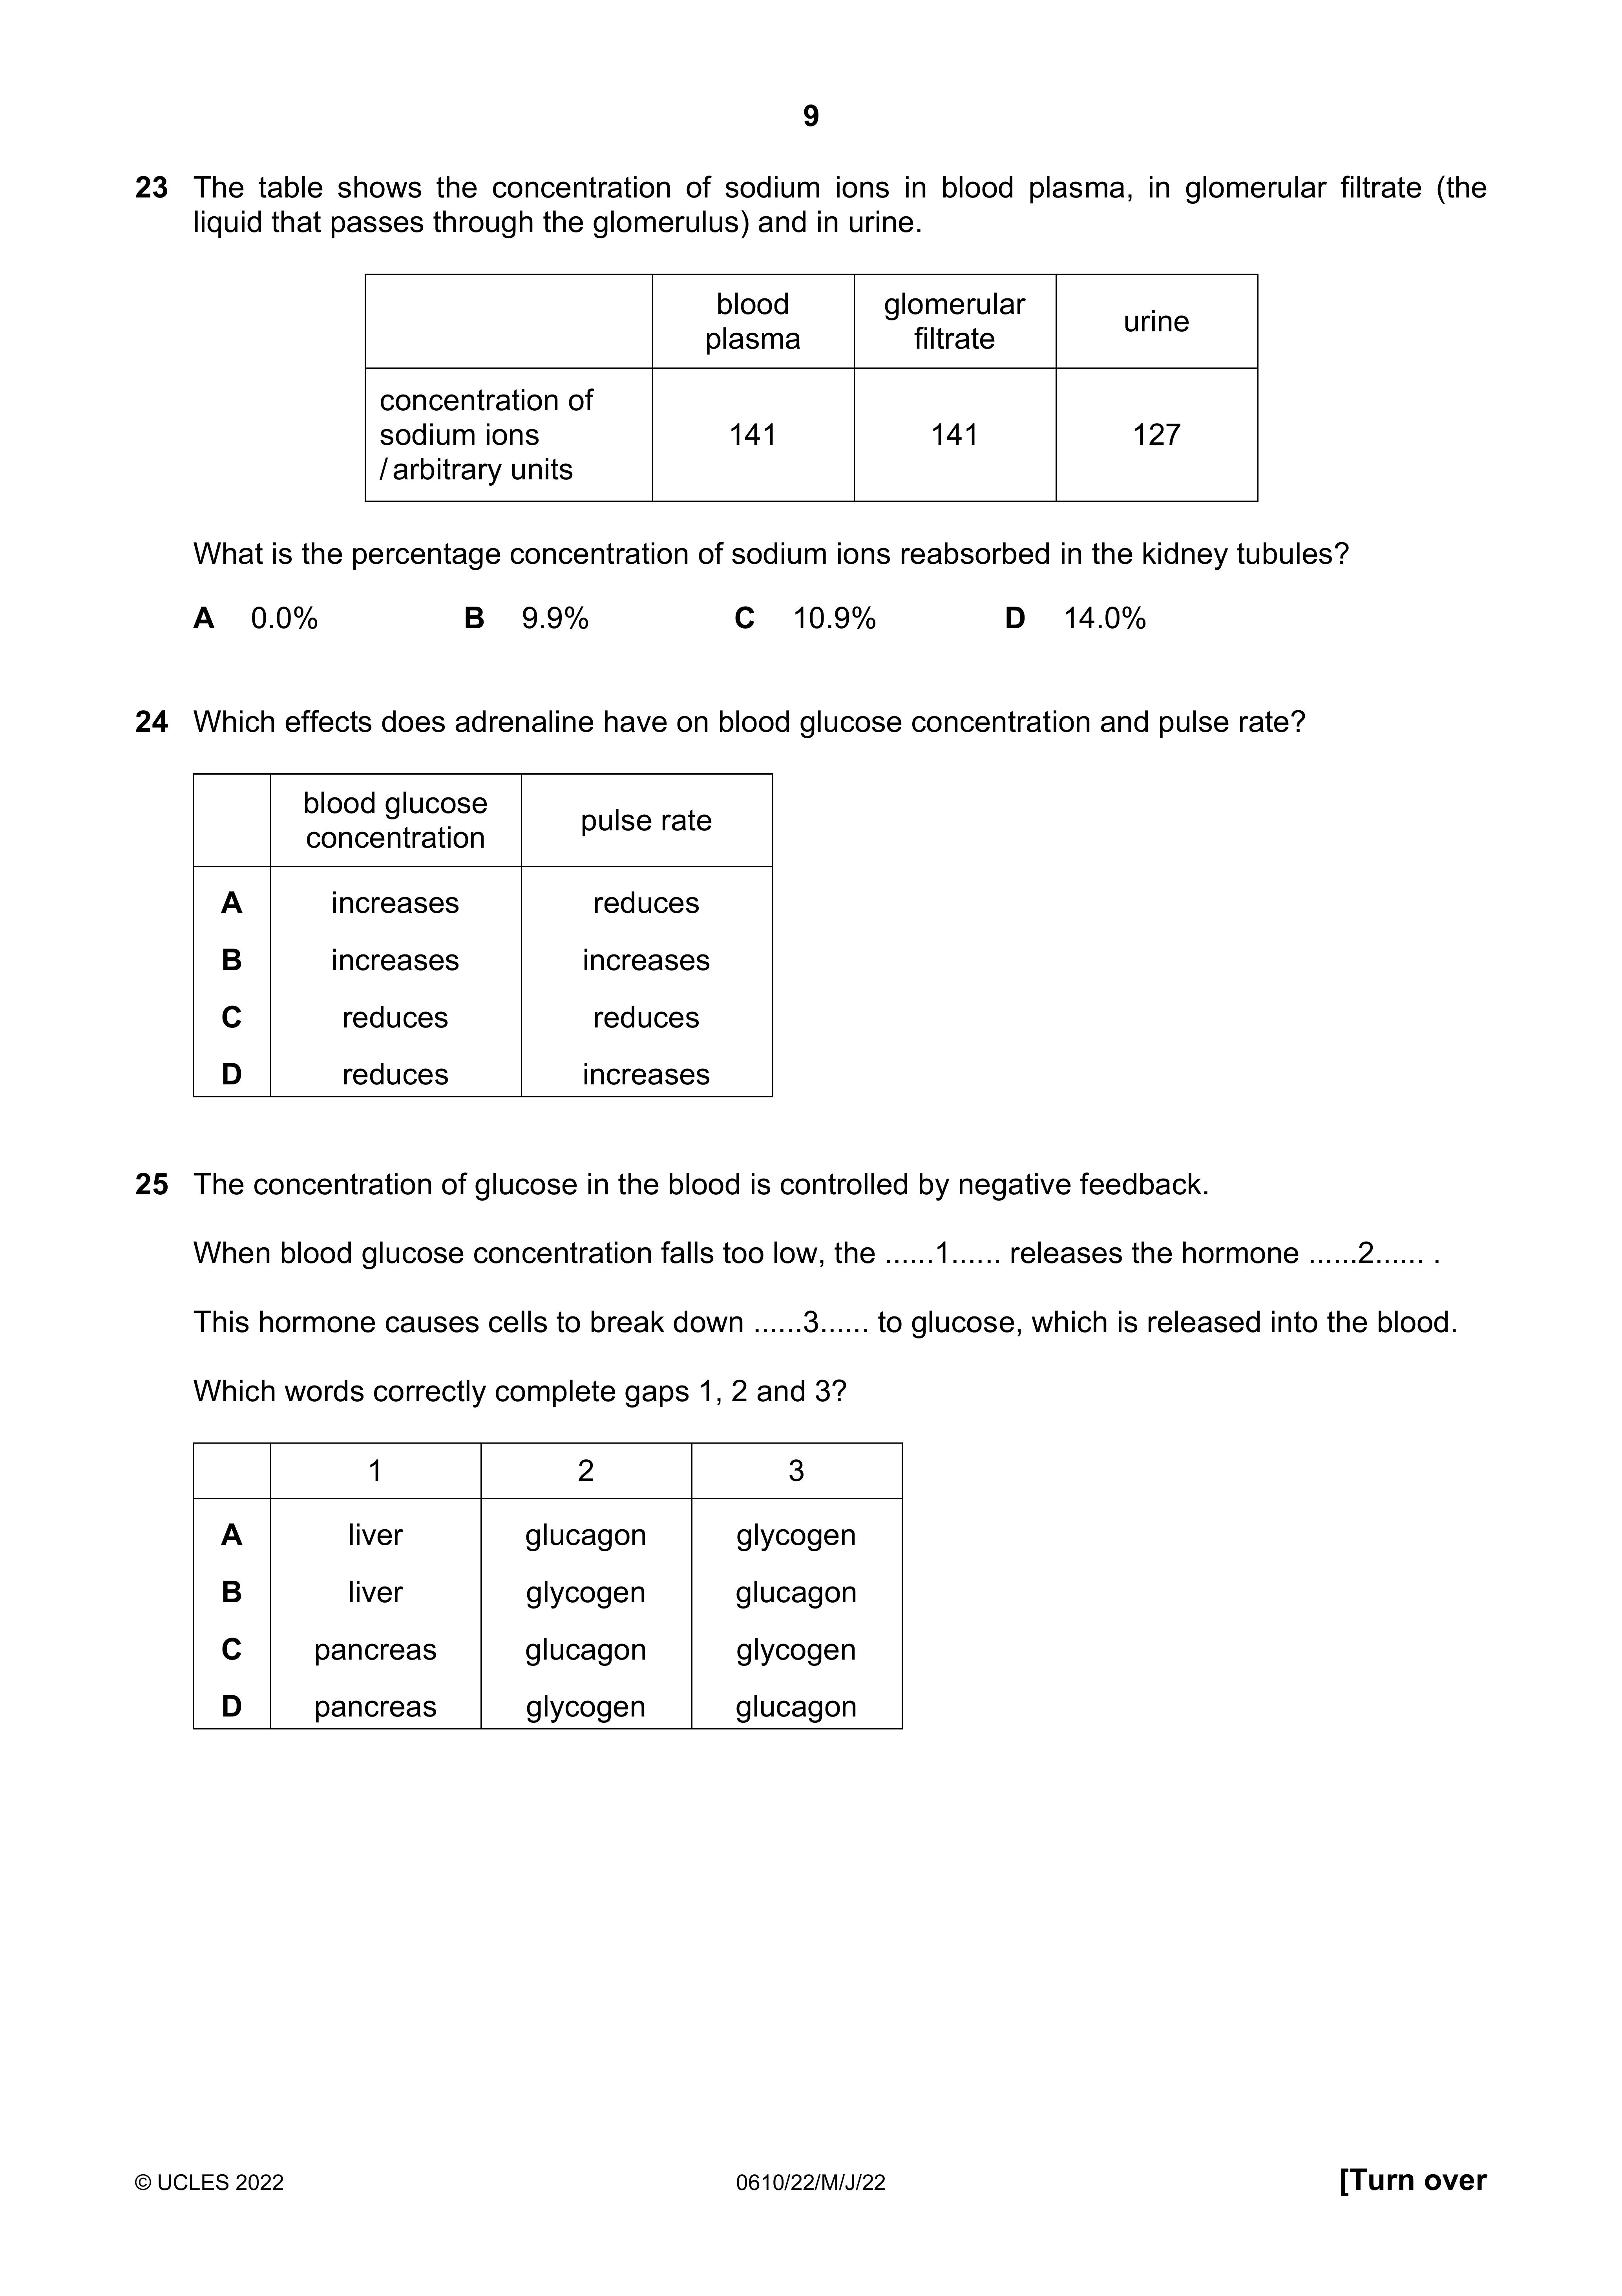 9
23 The table shows the concentration of sodium ions in blood plasma, in glomerular filtrate (the
liquid that passes through the glomerulus) and in urine.
blood plasma glomerular filtrate urine
concentration of sodium ions / arbitrary units 141 141 127
What is the percentage concentration of sodium ions reabsorbed in the kidney tubules?
A 0.0% B 9.9% C 10.9% D 14.0%
24 Which effects does adrenaline have on blood glucose concentration and pulse rate?
blood glucose concentration pulse rate
A increases reduces
B increases increases
C reduces reduces
D reduces increases
25 The concentration of glucose in the blood is controlled by negative feedback.
When blood glucose concentration falls too low, the ......1...... releases the hormone ......2...... .
This hormone causes cells to break down ......3...... to glucose, which is released into the blood.
Which words correctly complete gaps 1, 2 and 3?
1 2 3
A liver glucagon glycogen
B liver glycogen glucagon
C pancreas glucagon glycogen
D pancreas glycogen glucagon
© UCLES 2022 0610/22/M/J/22 [Turn over